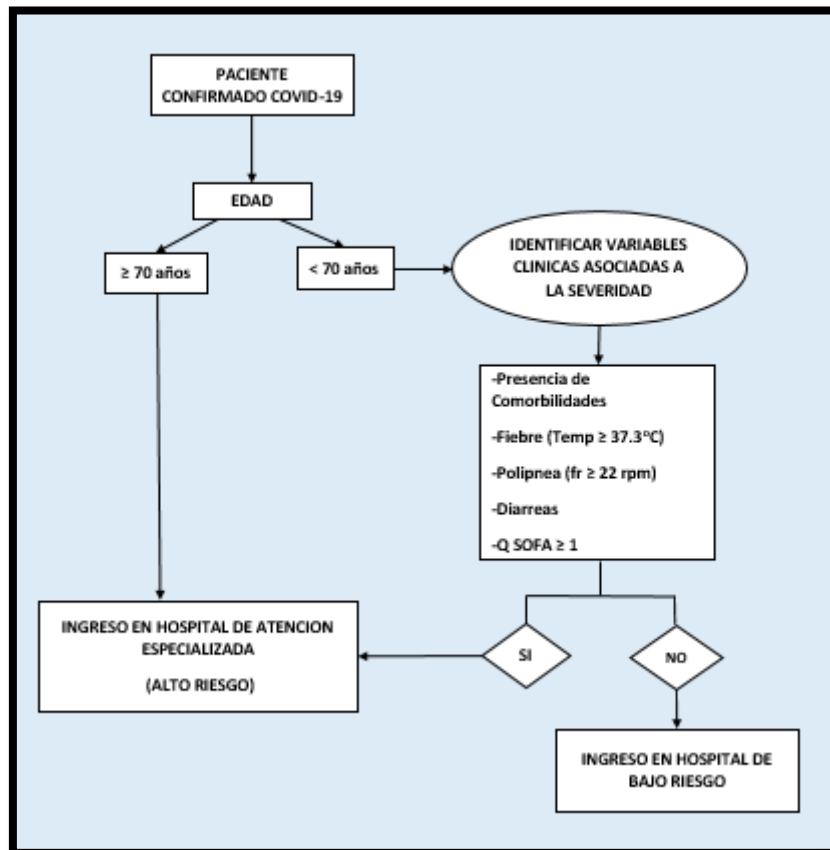 PACIENTE
CONFIRMADO COVID-19
EDAD
≥ 70 años
< 70 años
IDENTIFICAR VARIABLES
CLINICAS ASOCIADAS A
LA SEVERIDAD
-Presencia de
Comorbilidades
-Fiebre (Temp ≥ 37.3°C)
-Polipnea (fr ≥ 22 rpm)
-Diarreas
-Q SOFA ≥ 1
INGRESO EN HOSPITAL DE ATENCION
ESPECIALIZADA
(ALTO RIESGO)
SI
NO
INGRESO EN HOSPITAL DE
BAJO RIESGO